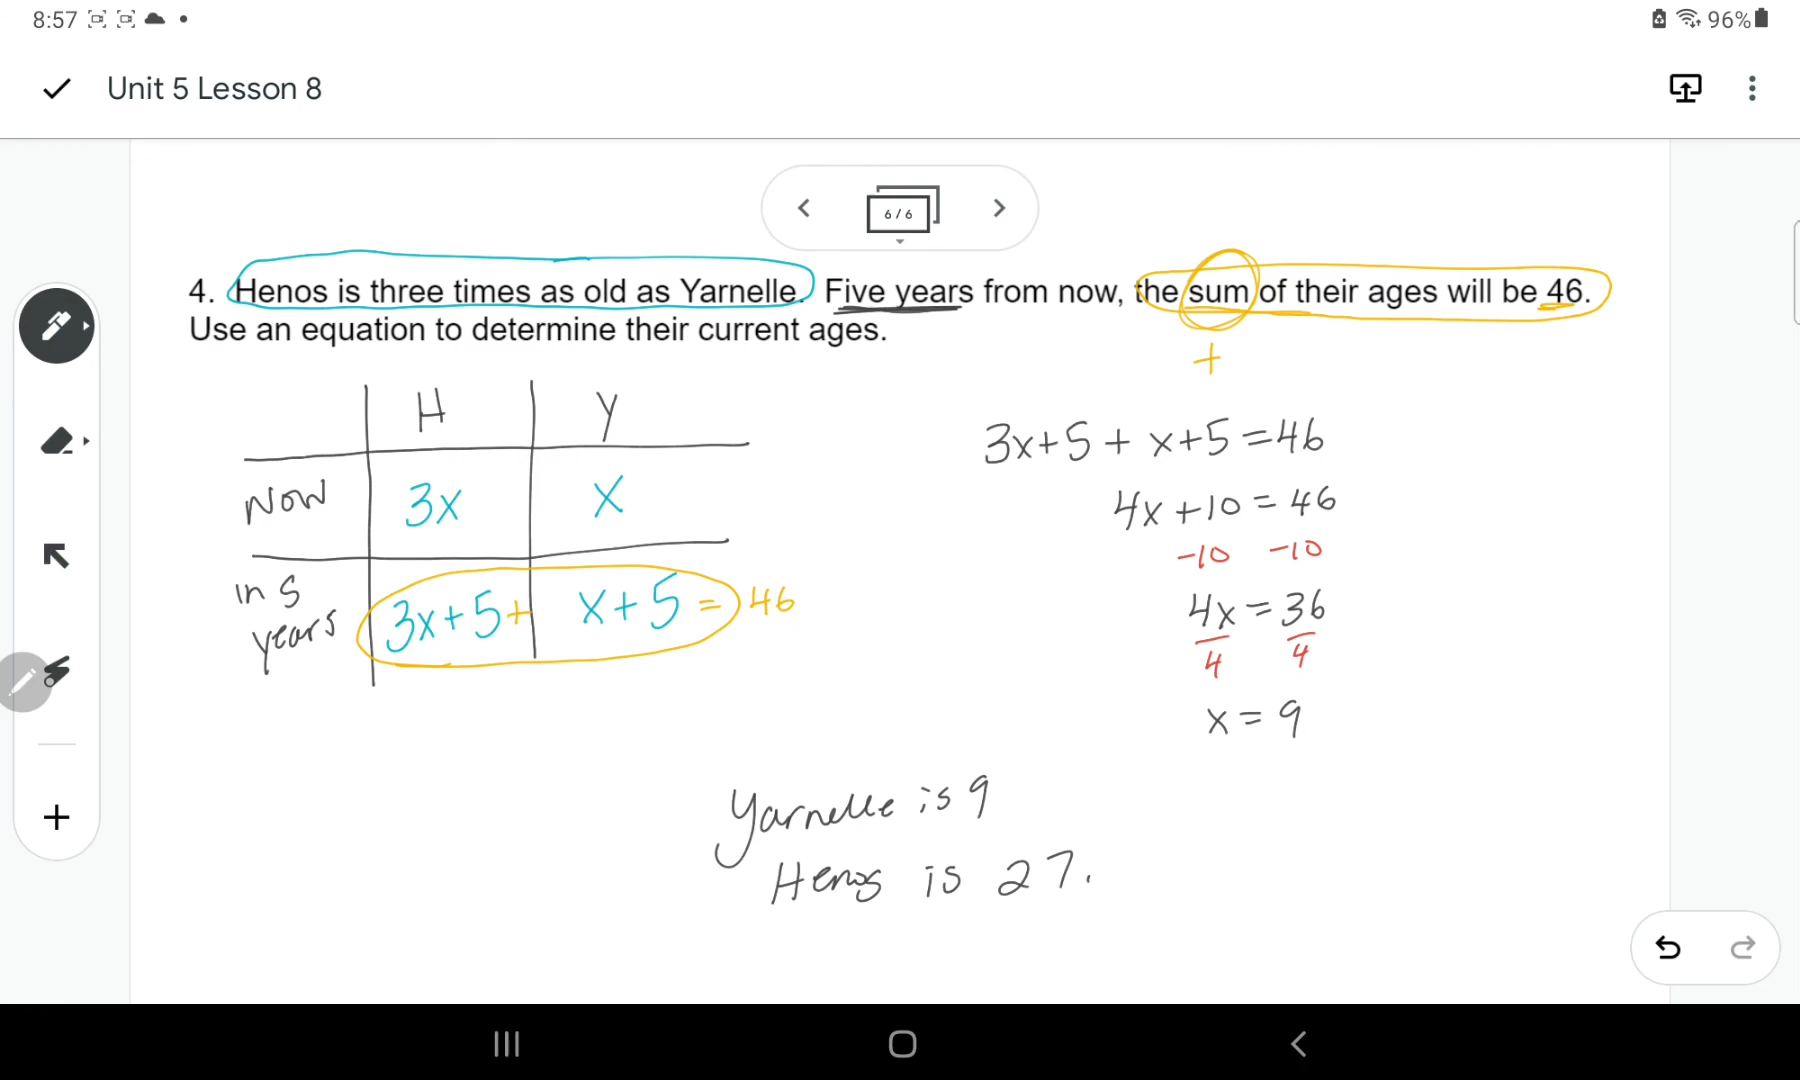 8:57
96%
Unit 5 Lesson 8
6 / 6
4. Henos is three times as old as Yarnelle. Five years from now, the sum of their ages will be 46.
Use an equation to determine their current ages.
+
H Y
Now 3x x
in 5 years 3x+5+ x+5 = 46
3x+5 + x+5 =46
4x +10 = 46
-10 -10
4x = 36
4 4
x = 9
Yarnelle is 9
Henos is 27.